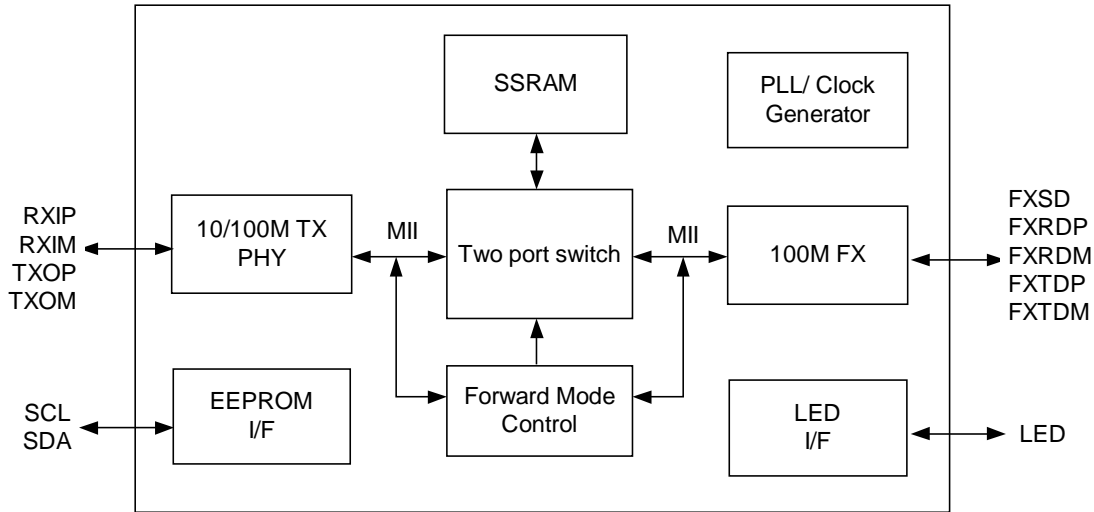 SSRAM
PLL/ Clock
Generator
RXIP
RXIM
TXOP
TXOM
10/100M TX
PHY
MII
Two port switch
MII
100M FX
FXSD
FXRDP
FXRDM
FXTDP
FXTDM
SCL
SDA
EEPROM
I/F
Forward Mode
Control
LED
I/F
LED